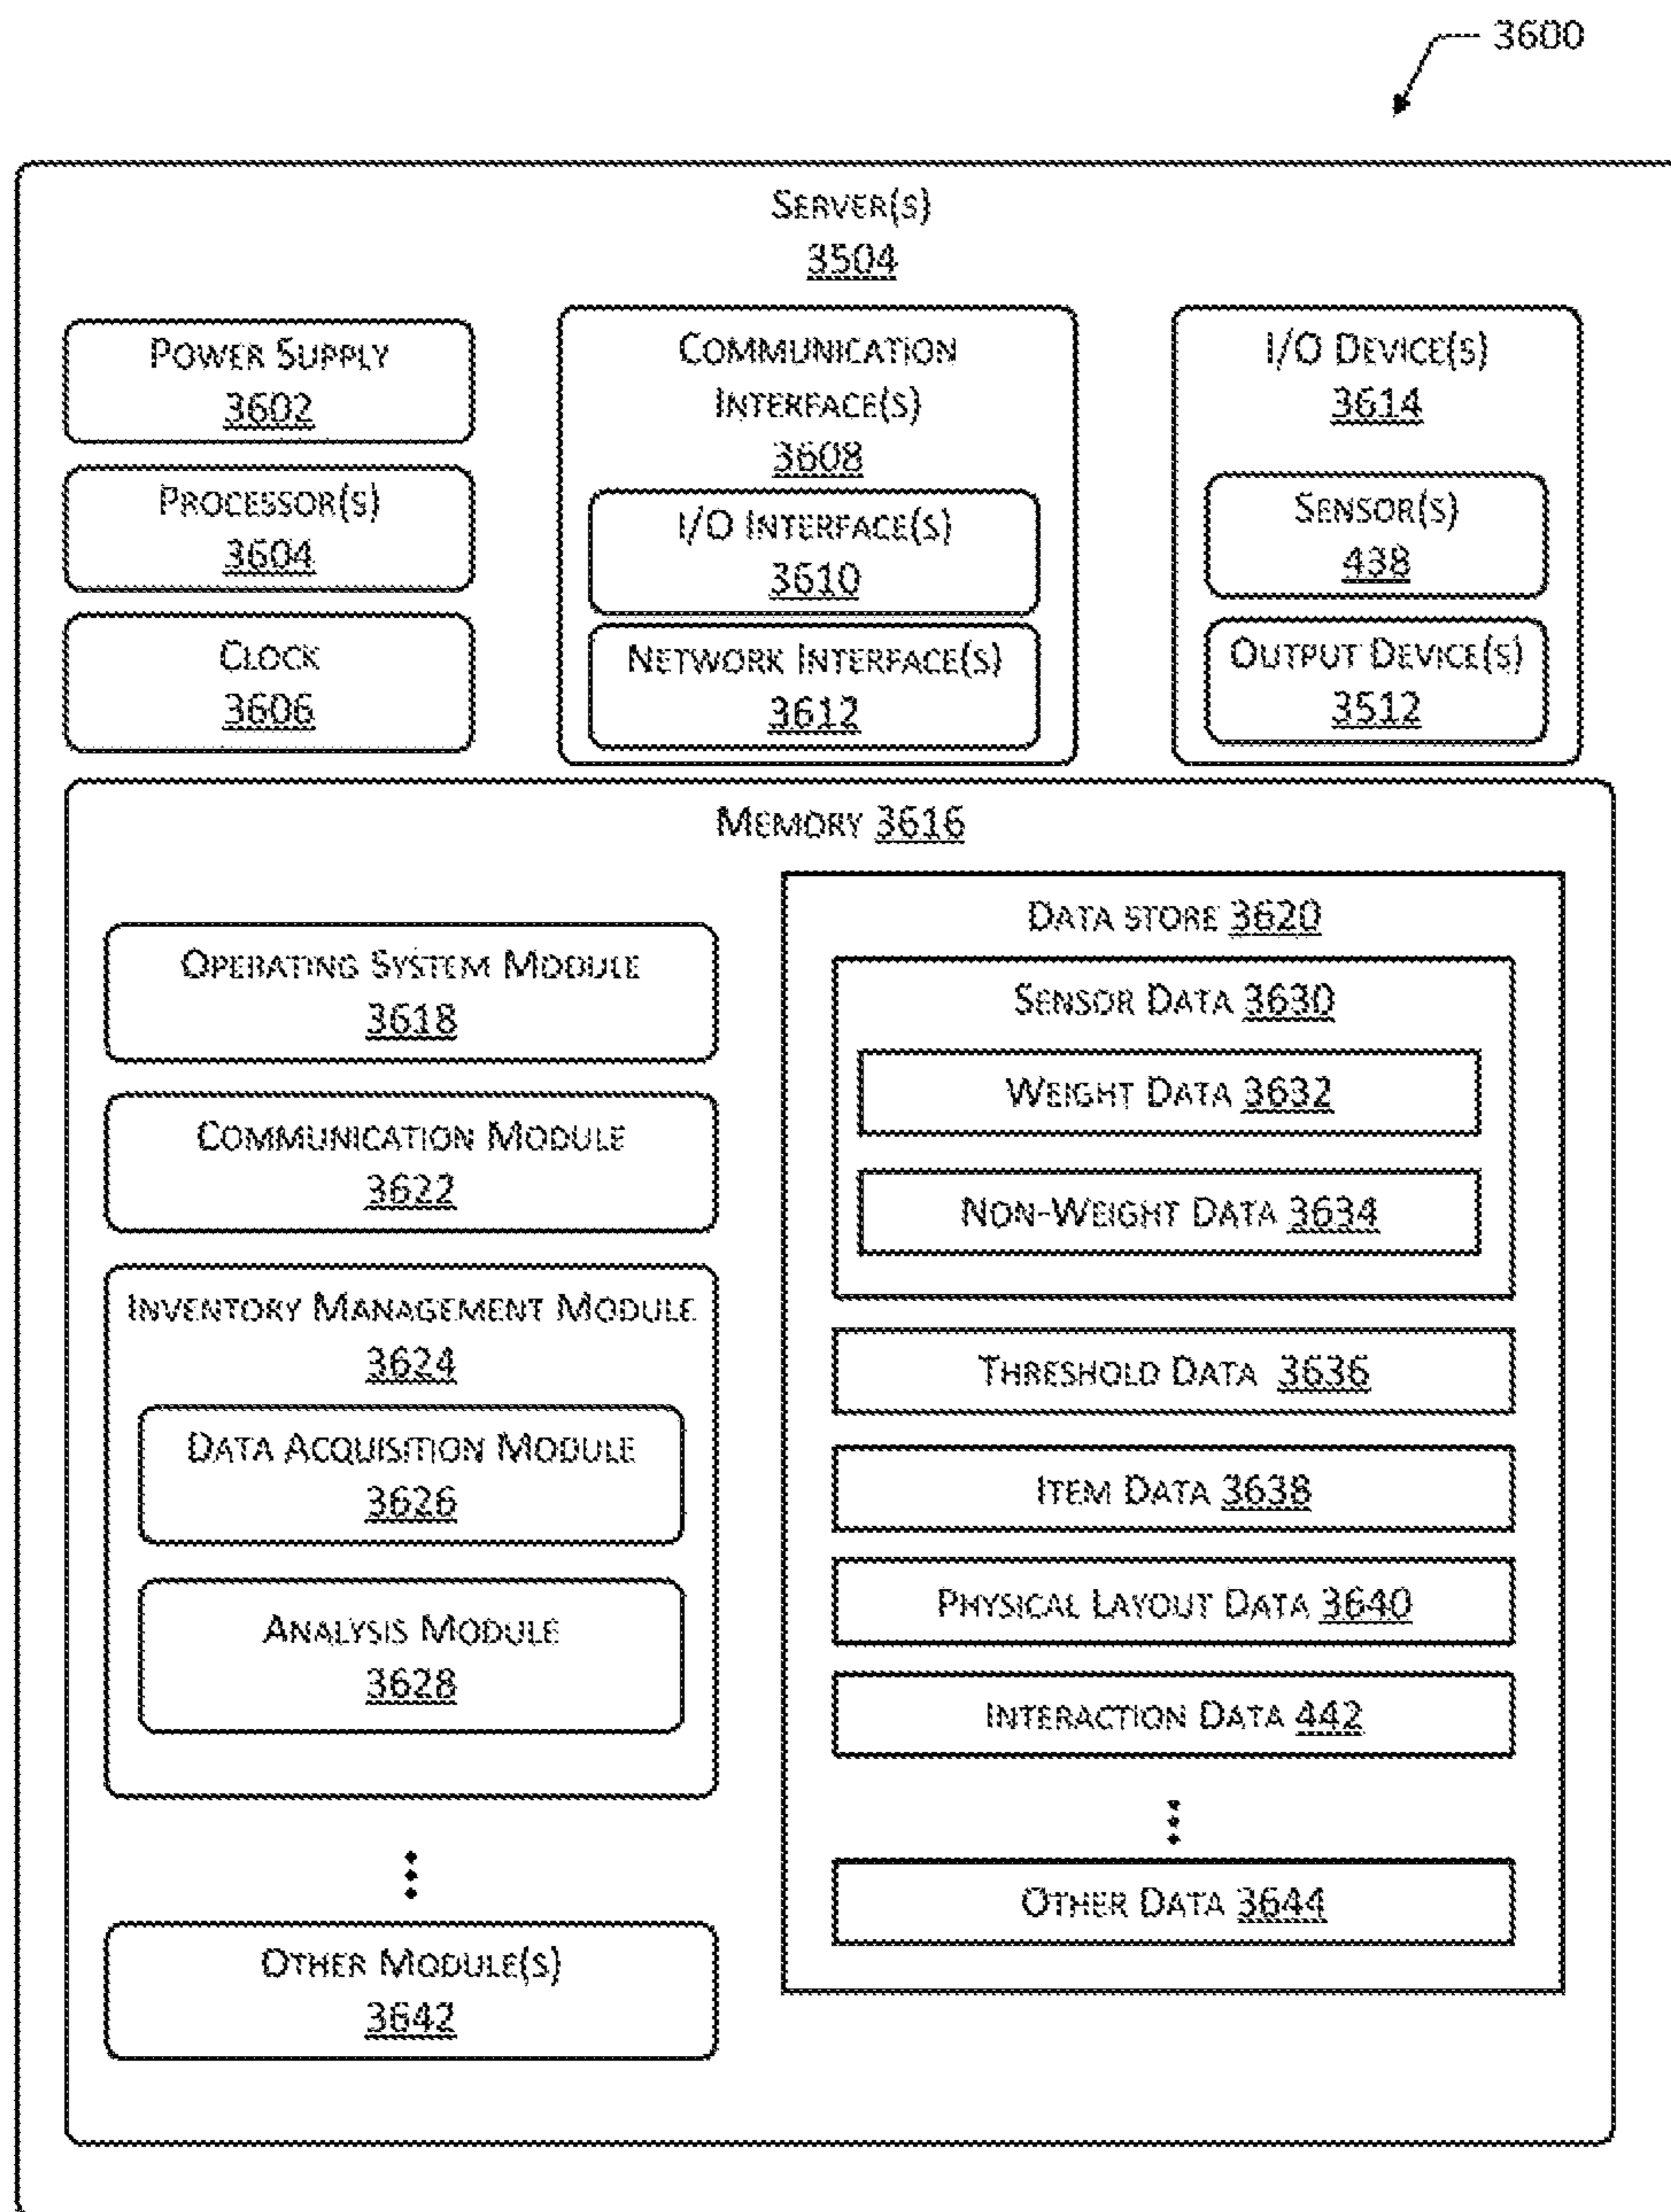 3600
SERVER(S)
3504
POWER SUPPLY
3602
PROCESSOR(S)
3604
CLOCK
3606
COMMUNICATION
INTERFACE(S)
3608
I/O INTERFACE(S)
3610
NETWORK INTERFACE(S)
3612
I/O DEVICE(S)
3614
SENSOR(S)
438
OUTPUT DEVICE(S)
3512
MEMORY 3616
OPERATING SYSTEM MODULE
3618
COMMUNICATION MODULE
3622
INVENTORY MANAGEMENT MODULE
3624
DATA ACQUISITION MODULE
3626
ANALYSIS MODULE
3628
OTHER MODULE(S)
3642
DATA STORE 3620
SENSOR DATA 3630
WEIGHT DATA 3632
NON-WEIGHT DATA 3634
THRESHOLD DATA 3636
ITEM DATA 3638
PHYSICAL LAYOUT DATA 3640
INTERACTION DATA 442
OTHER DATA 3644